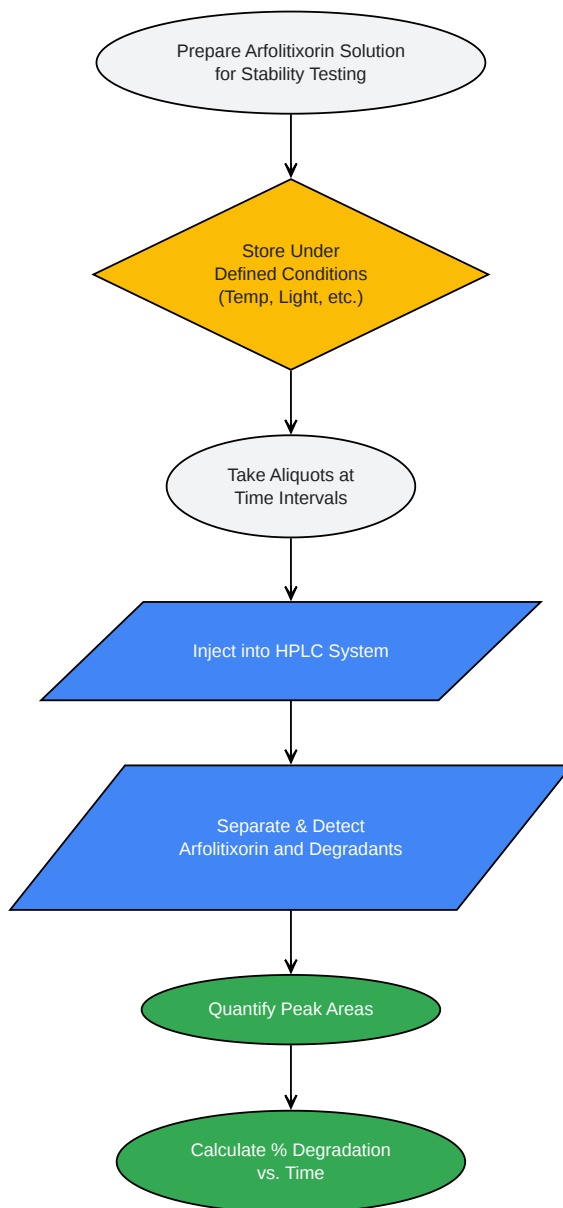 Prepare Arfolitixorin Solution
for Stability Testing
Store Under
Defined Conditions
(Temp, Light, etc.)
Take Aliquots at
Time Intervals
Inject into HPLC System
Separate & Detect
Arfolitixorin and Degradants
Quantify Peak Areas
Calculate % Degradation
vs. Time